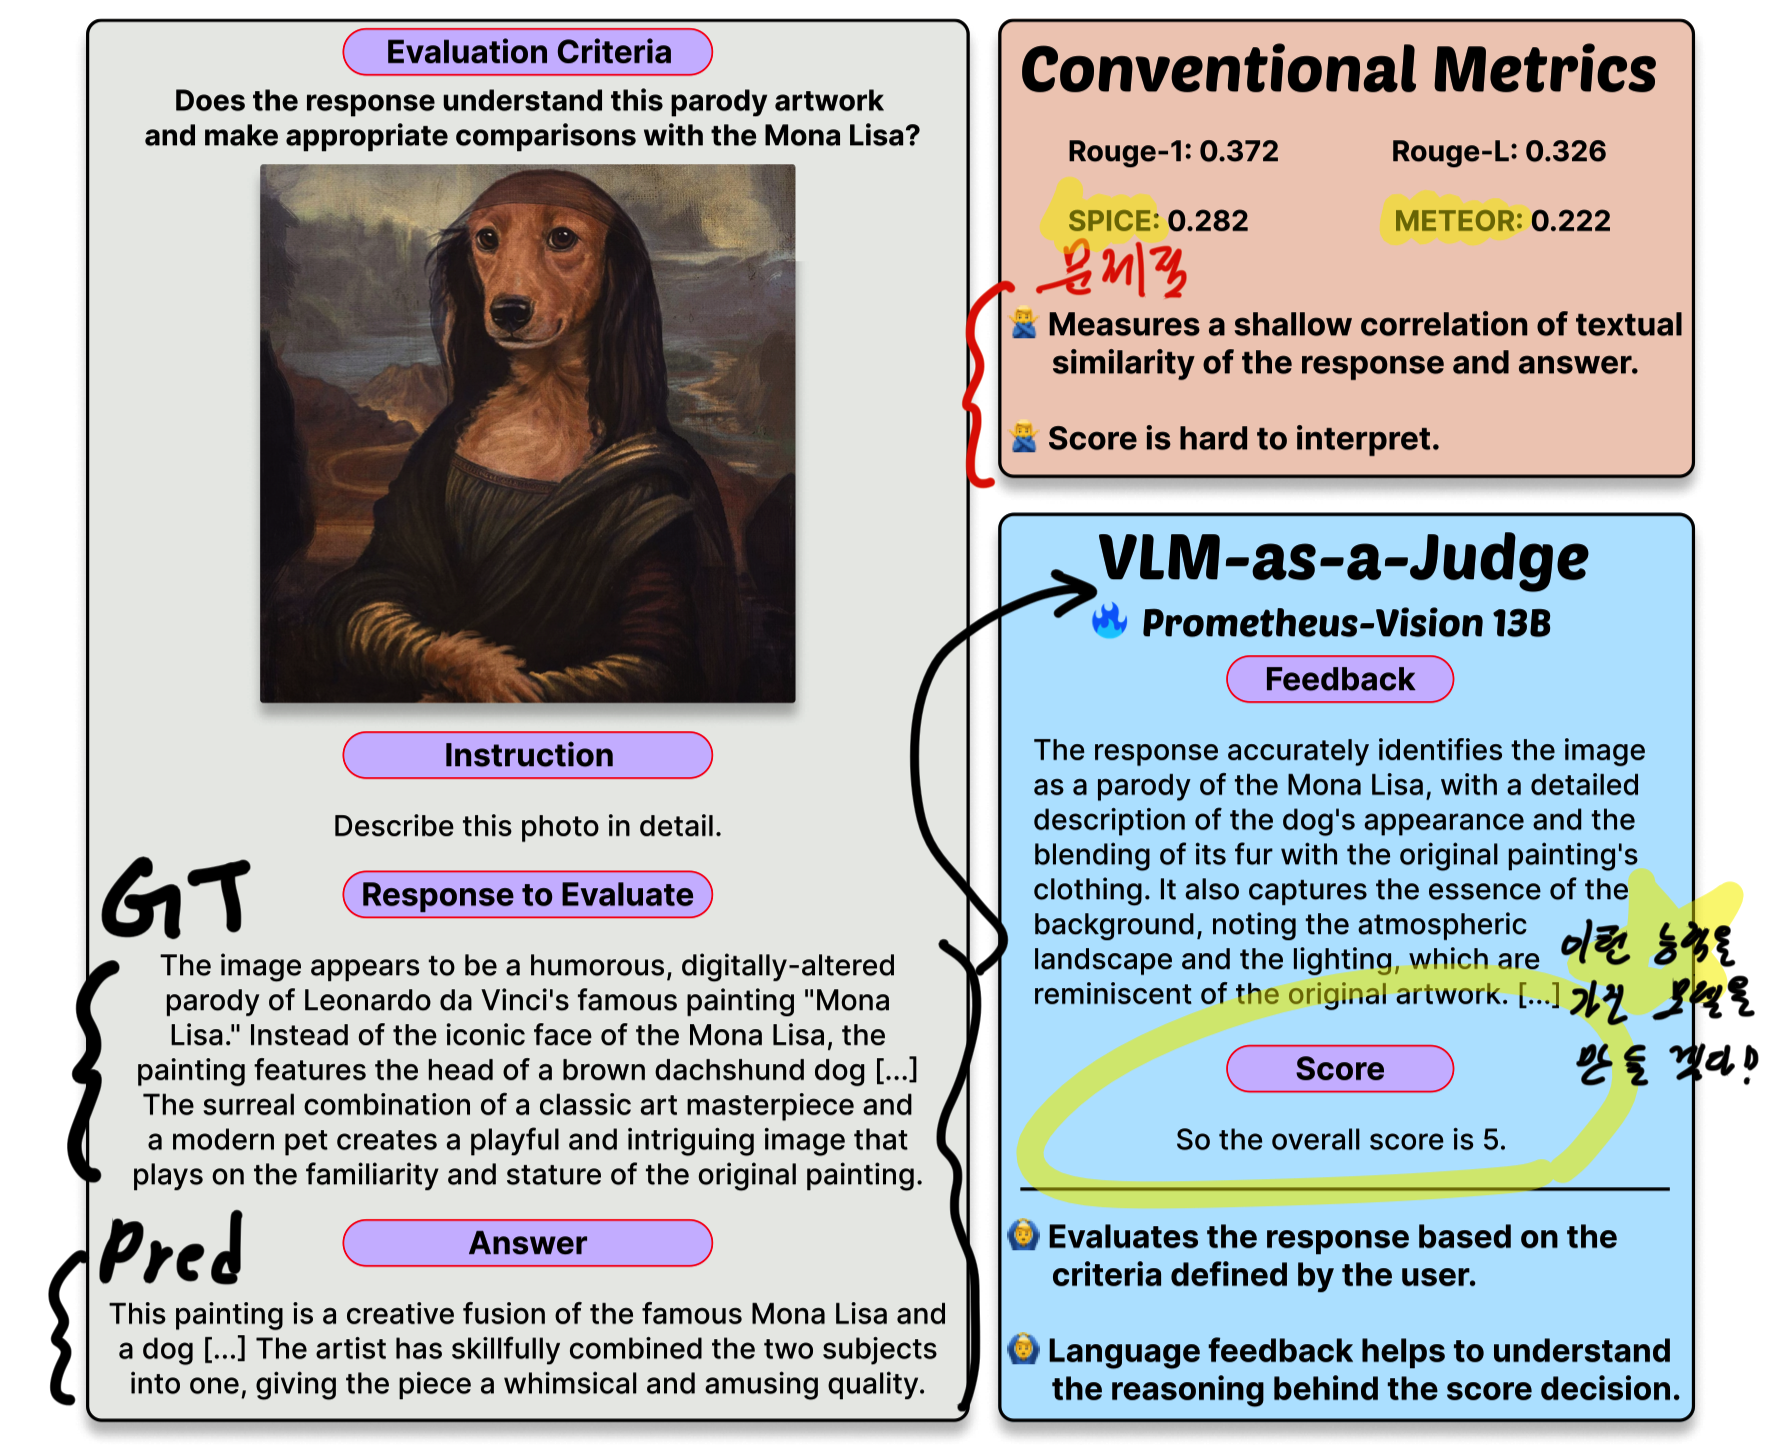 Evaluation Criteria
Does the response understand this parody artwork
and make appropriate comparisons with the Mona Lisa?
Instruction
Describe this photo in detail.
GT
Response to Evaluate
The image appears to be a humorous, digitally-altered
parody of Leonardo da Vinci's famous painting "Mona
Lisa." Instead of the iconic face of the Mona Lisa, the
painting features the head of a brown dachshund dog [...]
The surreal combination of a classic art masterpiece and
a modern pet creates a playful and intriguing image that
plays on the familiarity and stature of the original painting.
Pred
Answer
This painting is a creative fusion of the famous Mona Lisa and
a dog [...] The artist has skillfully combined the two subjects
into one, giving the piece a whimsical and amusing quality.
Conventional Metrics
Rouge-1: 0.372 Rouge-L: 0.326
SPICE: 0.282 METEOR: 0.222
문제점
Measures a shallow correlation of textual
similarity of the response and answer.
Score is hard to interpret.
VLM-as-a-Judge
Prometheus-Vision 13B
Feedback
The response accurately identifies the image
as a parody of the Mona Lisa, with a detailed
description of the dog's appearance and the
blending of its fur with the original painting's
clothing. It also captures the essence of the
background, noting the atmospheric
landscape and the lighting, which are
reminiscent of the original artwork. [...]
이런 능력을
가진 모델을
만들 것이다!
Score
So the overall score is 5.
Evaluates the response based on the
criteria defined by the user.
Language feedback helps to understand
the reasoning behind the score decision.